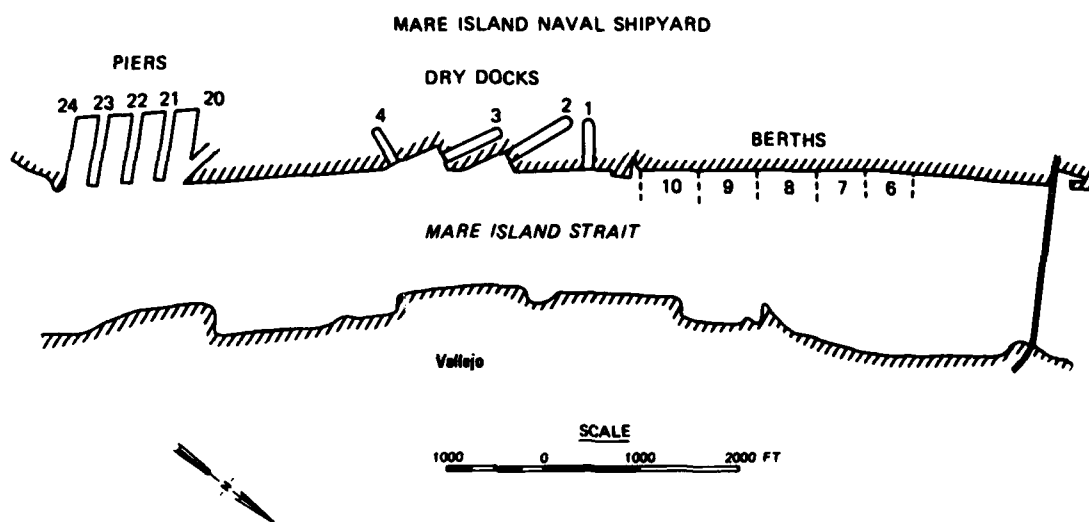 MARE ISLAND NAVAL SHIPYARD
PIERS
DRY DOCKS
24 23 22 21 20
4 3 2 1
BERTHS
10 9 8 7 6
MARE ISLAND STRAIT
Vallejo
SCALE
1000 0 1000 2000 FT
N